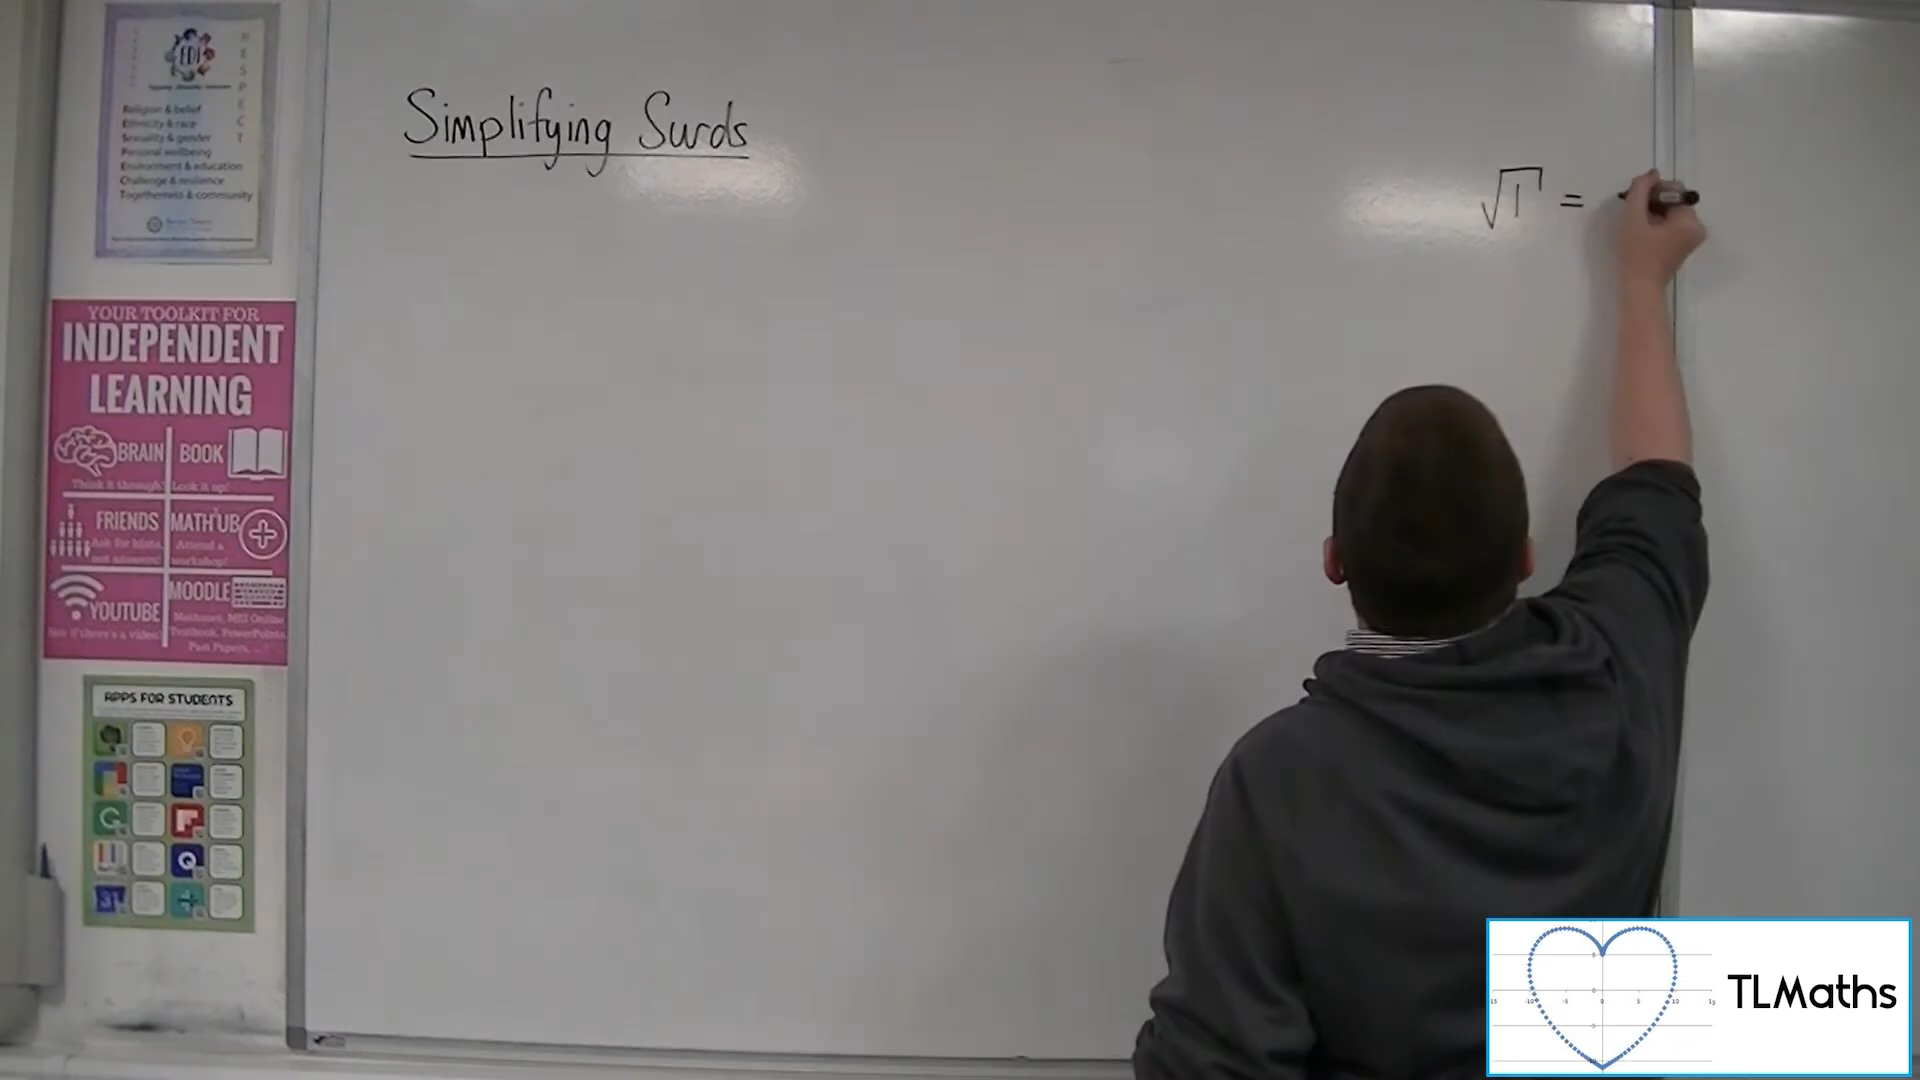 EDI
RESPECT
Religion & belief
Ethnicity & race
Sexuality & gender
Personal wellbeing
Environment & education
Challenge & resilience
Togetherness & community
YOUR TOOLKIT FOR
INDEPENDENT
LEARNING
BRAIN
Think it through!
BOOK
Look it up!
FRIENDS
Ask for hints,
not answers!
MATH'UB
Attend a
workshop!
YOUTUBE
See if there's a video!
MOODLE
Mathsnet, MEI Online
Textbook, PowerPoints,
Past Papers, ...
APPS FOR STUDENTS
31
Simplifying Surds
√1 =
TLMaths